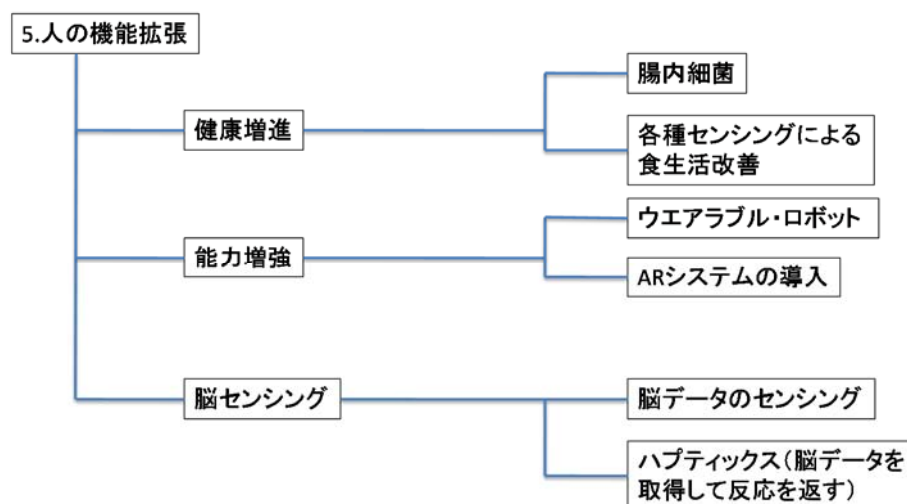 5.人の機能拡張
健康増進
腸内細菌
各種センシングによる
食生活改善
能力増強
ウエアラブル・ロボット
ARシステムの導入
脳センシング
脳データのセンシング
ハプティックス(脳データを
取得して反応を返す)